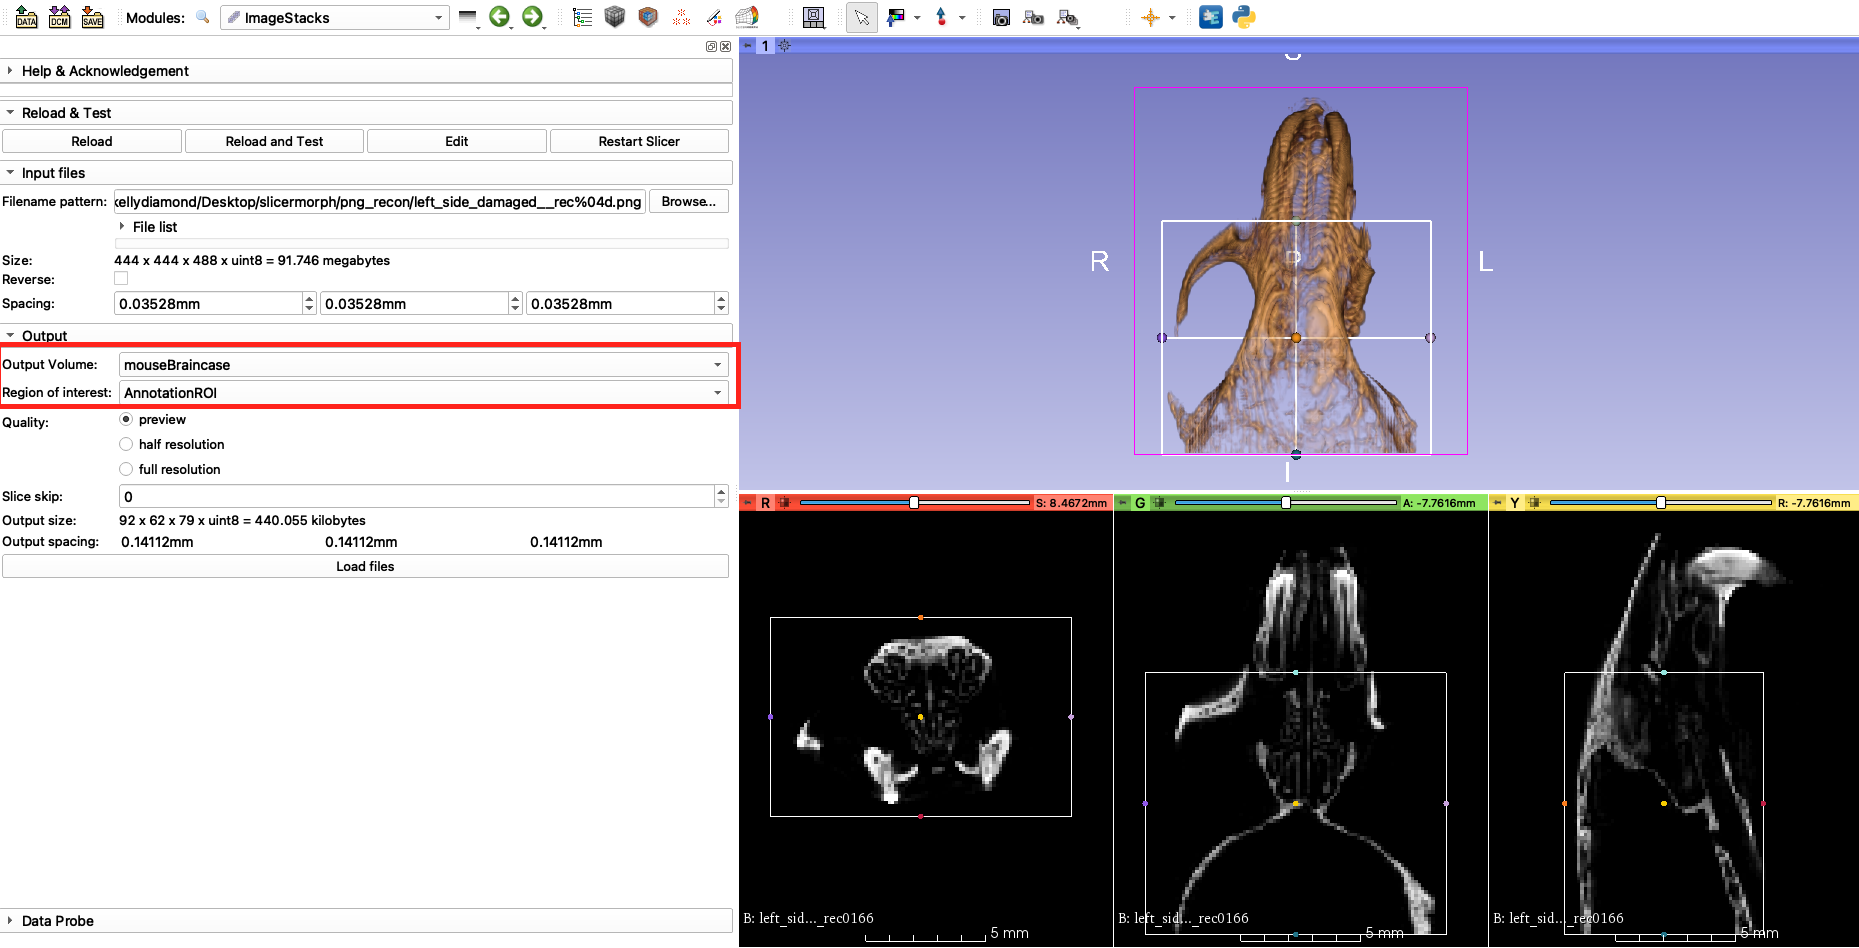 DATA DCM SAVE Modules: ImageStacks
1
Help & Acknowledgement
Reload & Test
Reload Reload and Test Edit Restart Slicer
Input files
Filename pattern: kellydiamond/Desktop/slicermorph/png_recon/left_side_damaged__rec%04d.png Browse...
File list
Size: 444 x 444 x 488 x uint8 = 91.746 megabytes
Reverse:
Spacing: 0.03528mm 0.03528mm 0.03528mm
Output
Output Volume: mouseBraincase
Region of interest: AnnotationROI
Quality: preview
half resolution
full resolution
Slice skip: 0
Output size: 92 x 62 x 79 x uint8 = 440.055 kilobytes
Output spacing: 0.14112mm 0.14112mm 0.14112mm
Load files
Data Probe
R P L
I
R S: 8.4672mm
B: left_sid..._rec0166
5 mm
G A: -7.7616mm
B: left_sid..._rec0166
5 mm
Y R: -7.7616mm
B: left_sid..._rec0166
5 mm